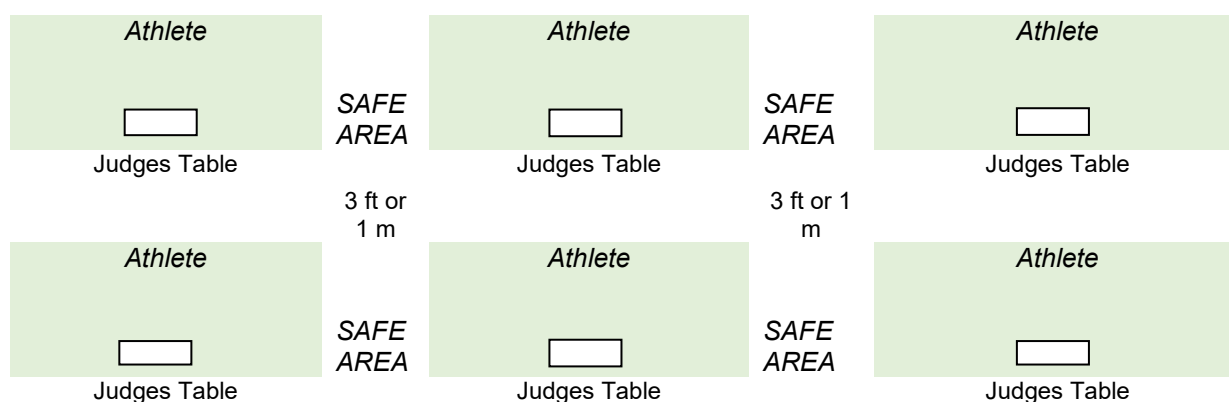 Athlete Athlete Athlete
SAFE
AREA
SAFE
AREA
Judges Table Judges Table Judges Table
3 ft or
1 m
3 ft or 1
m
Athlete Athlete Athlete
SAFE
AREA
SAFE
AREA
Judges Table Judges Table Judges Table